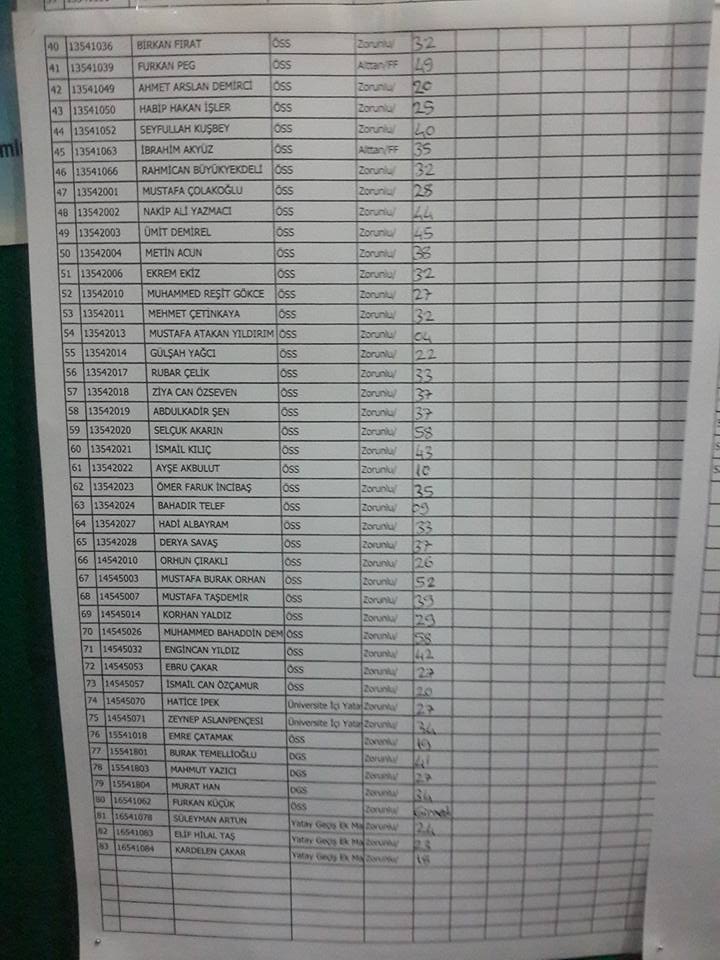 40 13541036 BİRKAN FIRAT ÖSS Zorunlu/ 32
41 13541039 FURKAN PEG ÖSS Alttan/FF 49
42 13541049 AHMET ARSLAN DEMİRCİ ÖSS Zorunlu/ 20
43 13541050 HABİP HAKAN İŞLER ÖSS Zorunlu/ 25
44 13541052 SEYFULLAH KUŞBEY ÖSS Zorunlu/ 40
45 13541063 İBRAHİM AKYÜZ ÖSS Alttan/FF 35
46 13541066 RAHMİCAN BÜYÜKYEKDELİ ÖSS Zorunlu/ 32
47 13542001 MUSTAFA ÇOLAKOĞLU ÖSS Zorunlu/ 28
48 13542002 NAKİP ALİ YAZMACI ÖSS Zorunlu/ 44
49 13542003 ÜMİT DEMİREL ÖSS Zorunlu/ 45
50 13542004 METİN ACUN ÖSS Zorunlu/ 38
51 13542006 EKREM EKİZ ÖSS Zorunlu/ 32
52 13542010 MUHAMMED REŞİT GÖKCE ÖSS Zorunlu/ 27
53 13542011 MEHMET ÇETİNKAYA ÖSS Zorunlu/ 32
54 13542013 MUSTAFA ATAKAN YILDIRIM ÖSS Zorunlu/ 04
55 13542014 GÜLŞAH YAĞCI ÖSS Zorunlu/ 22
56 13542017 RUBAR ÇELİK ÖSS Zorunlu/ 33
57 13542018 ZİYA CAN ÖZSEVEN ÖSS Zorunlu/ 37
58 13542019 ABDULKADİR ŞEN ÖSS Zorunlu/ 37
59 13542020 SELÇUK AKARIN ÖSS Zorunlu/ 58
60 13542021 İSMAİL KILIÇ ÖSS Zorunlu/ 43
61 13542022 AYŞE AKBULUT ÖSS Zorunlu/ 10
62 13542023 ÖMER FARUK İNCİBAŞ ÖSS Zorunlu/ 35
63 13542024 BAHADIR TELEF ÖSS Zorunlu/ 09
64 13542027 HADİ ALBAYRAM ÖSS Zorunlu/ 33
65 13542028 DERYA SAVAŞ ÖSS Zorunlu/ 37
66 14542010 ORHUN ÇIRAKLI ÖSS Zorunlu/ 26
67 14545003 MUSTAFA BURAK ORHAN ÖSS Zorunlu/ 52
68 14545007 MUSTAFA TAŞDEMİR ÖSS Zorunlu/ 39
69 14545014 KORHAN YALDIZ ÖSS Zorunlu/ 29
70 14545026 MUHAMMED BAHADDİN DEM ÖSS Zorunlu/ 58
71 14545032 ENGİNCAN YILDIZ ÖSS Zorunlu/ 42
72 14545053 EBRU ÇAKAR ÖSS Zorunlu/ 27
73 14545057 İSMAİL CAN ÖZÇAMUR ÖSS Zorunlu/ 20
74 14545070 HATİCE İPEK Üniversite İçi Yatay Zorunlu/ 27
75 14545071 ZEYNEP ASLANPENÇESİ Üniversite İçi Yatay Zorunlu/ 34
76 15541018 EMRE ÇATAMAK ÖSS Zorunlu/ 19
77 15541801 BURAK TEMELLİOĞLU DGS Zorunlu/ 41
78 15541803 MAHMUT YAZICI DGS Zorunlu/ 27
79 15541804 MURAT HAN DGS Zorunlu/ 34
80 16541062 FURKAN KÜÇÜK ÖSS Zorunlu/
81 16541078 SÜLEYMAN ARTUN Yatay Geçiş Ek Ma Zorunlu/ 24
82 16541083 ELİF HİLAL TAŞ Yatay Geçiş Ek Ma Zorunlu/ 23
83 16541084 KARDELEN ÇAKAR Yatay Geçiş Ek Ma Zorunlu/ 18